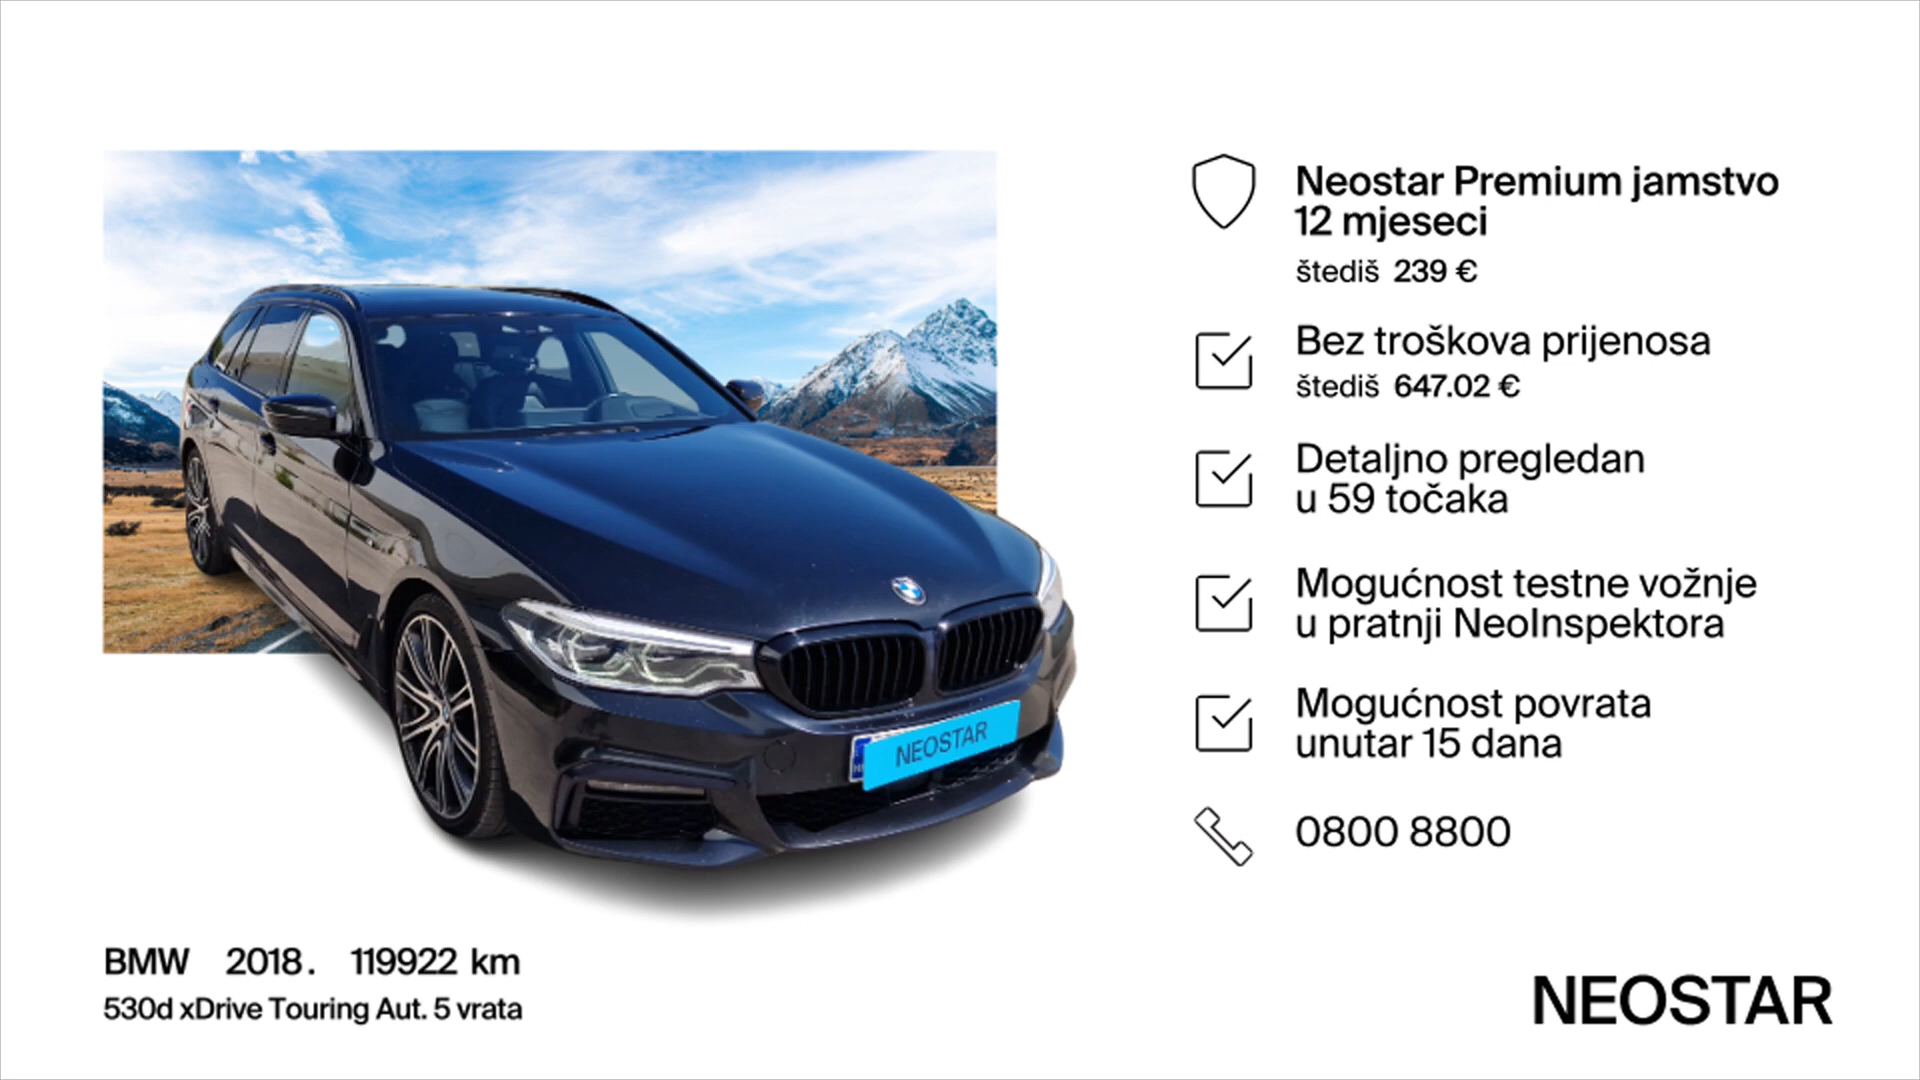 Neostar Premium jamstvo
12 mjeseci
štediš 239 €
Bez troškova prijenosa
štediš 647.02 €
Detaljno pregledan
u 59 točaka
Mogućnost testne vožnje
u pratnji NeoInspektora
Mogućnost povrata
unutar 15 dana
0800 8800
NEOSTAR
BMW 2018. 119922 km
530d xDrive Touring Aut. 5 vrata
NEOSTAR